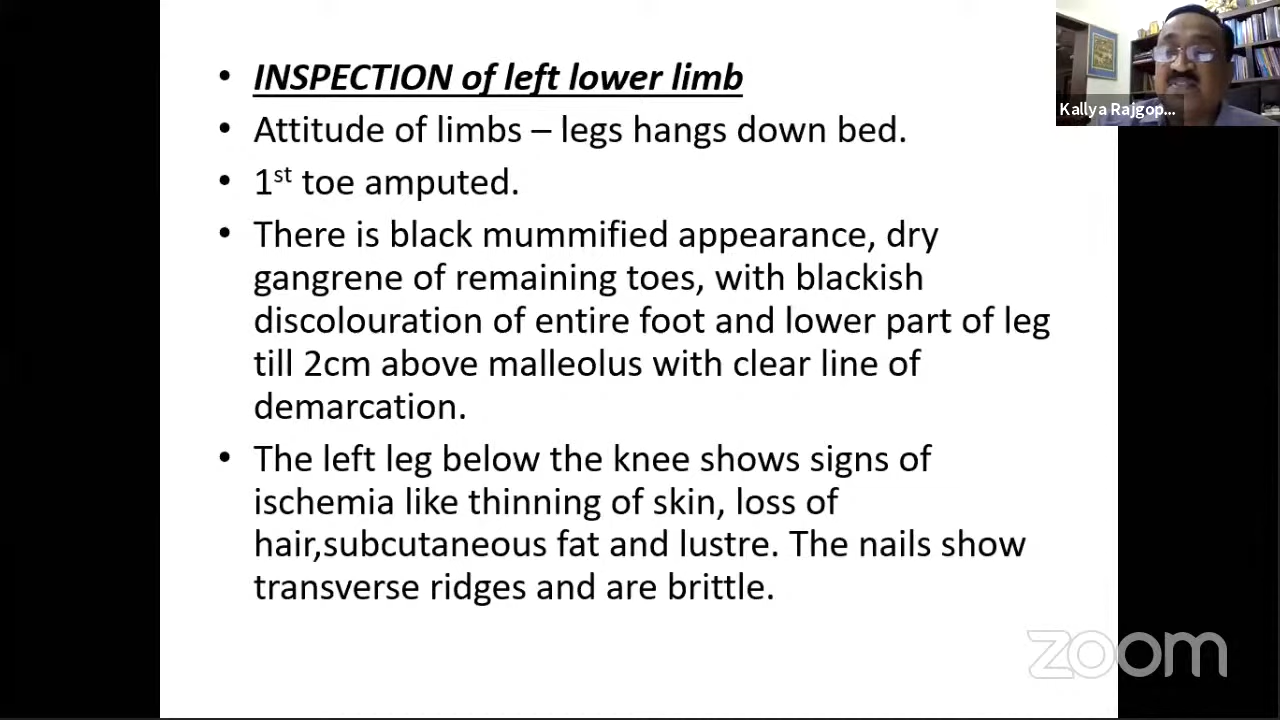 • INSPECTION of left lower limb
• Attitude of limbs – legs hangs down bed.
• 1st toe amputed.
• There is black mummified appearance, dry
gangrene of remaining toes, with blackish
discolouration of entire foot and lower part of leg
till 2cm above malleolus with clear line of
demarcation.
• The left leg below the knee shows signs of
ischemia like thinning of skin, loss of
hair,subcutaneous fat and lustre. The nails show
transverse ridges and are brittle.
Kallya Rajgop...
zoom